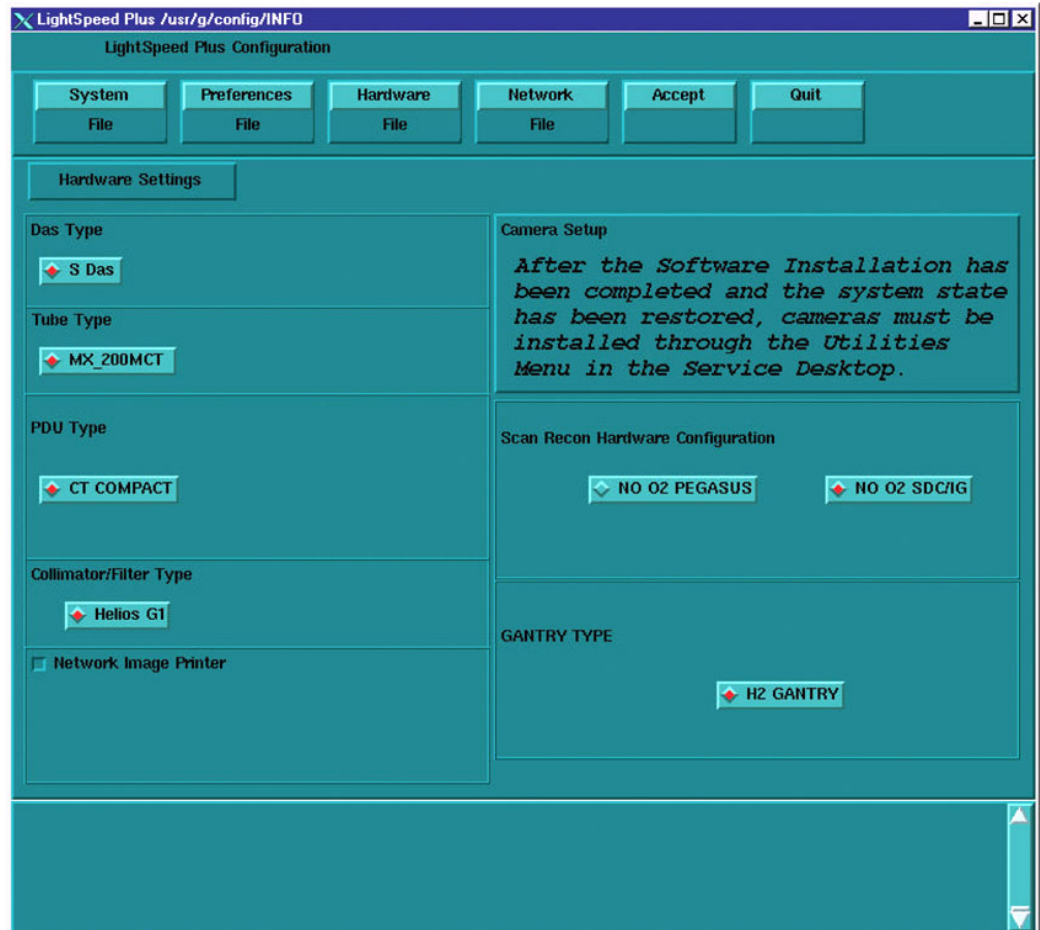 LightSpeed Plus /usr/g/config/INFO
LightSpeed Plus Configuration
System Preferences Hardware Network Accept Quit
File File File File
Hardware Settings
Das Type
S Das
Tube Type
MX_200MCT
PDU Type
CT COMPACT
Collimator/Filter Type
Helios G1
Network Image Printer
Camera Setup
After the Software Installation has
been completed and the system state
has been restored, cameras must be
installed through the Utilities
Menu in the Service Desktop.
Scan Recon Hardware Configuration
NO O2 PEGASUS NO O2 SDC/IG
GANTRY TYPE
H2 GANTRY